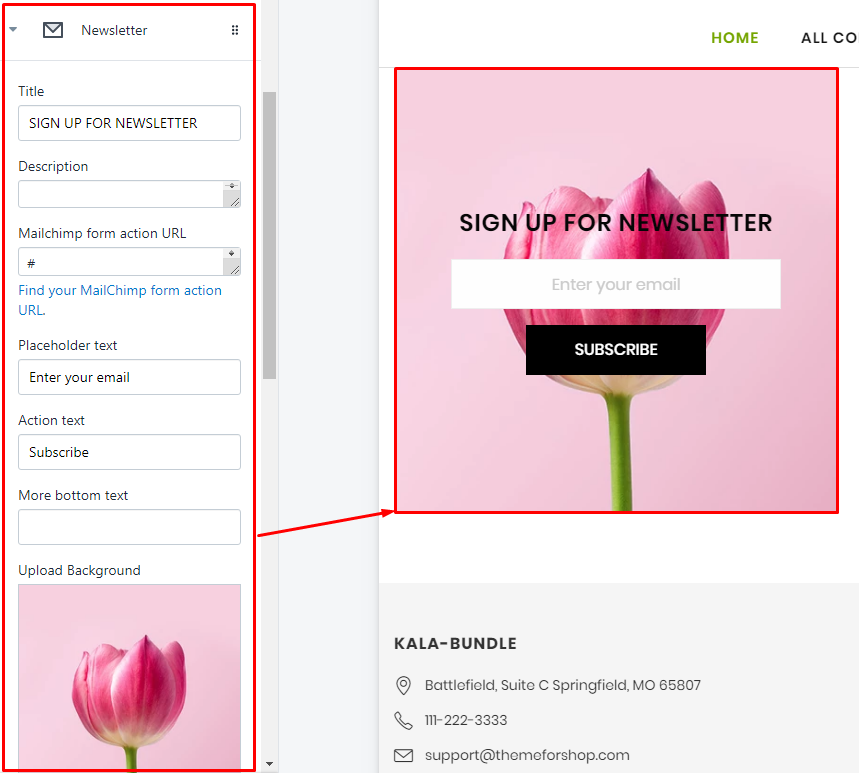 Newsletter
Title
SIGN UP FOR NEWSLETTER
Description
Mailchimp form action URL
#
Find your MailChimp form action
URL.
Placeholder text
Enter your email
Action text
Subscribe
More bottom text
Upload Background
HOME ALL CO
SIGN UP FOR NEWSLETTER
Enter your email
SUBSCRIBE
KALA-BUNDLE
Battlefield, Suite C Springfield, MO 65807
111-222-3333
support@themeforshop.com